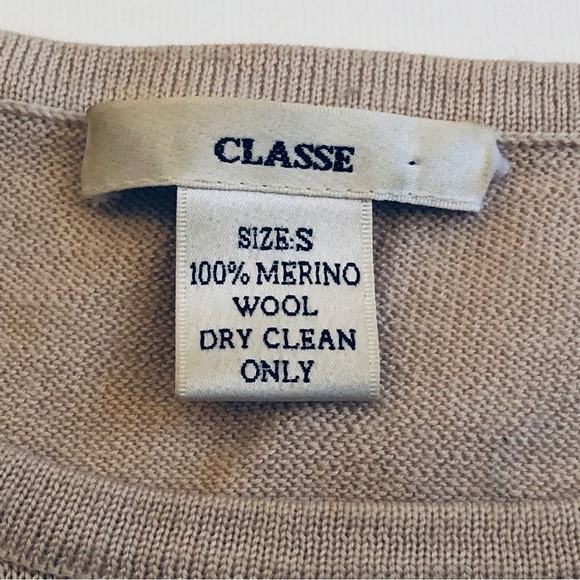 CLASSE
SIZE:S
100% MERINO
WOOL
DRY CLEAN
ONLY